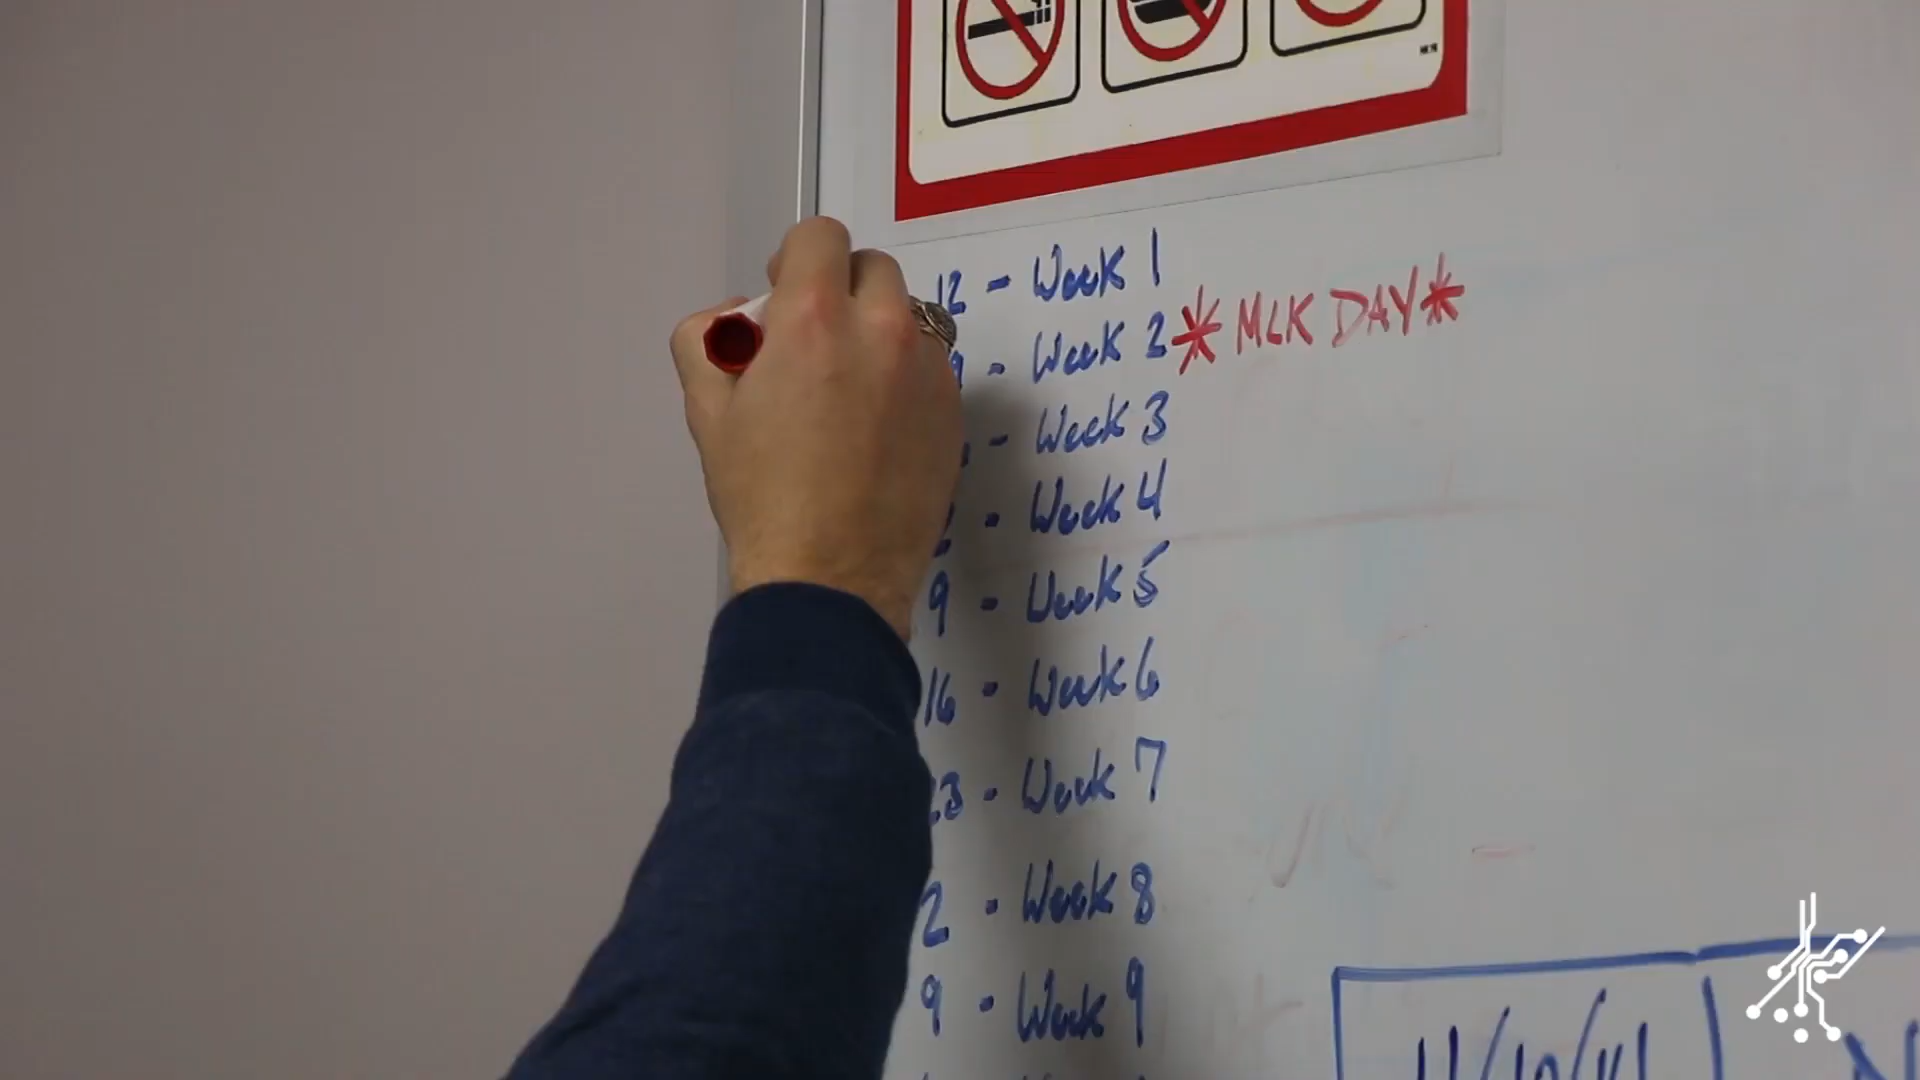 12 - Week 1
9 - Week 2 * MLK DAY *
- Week 3
2 - Week 4
9 - Week 5
16 - Week 6
23 - Week 7
2 - Week 8
9 - Week 9